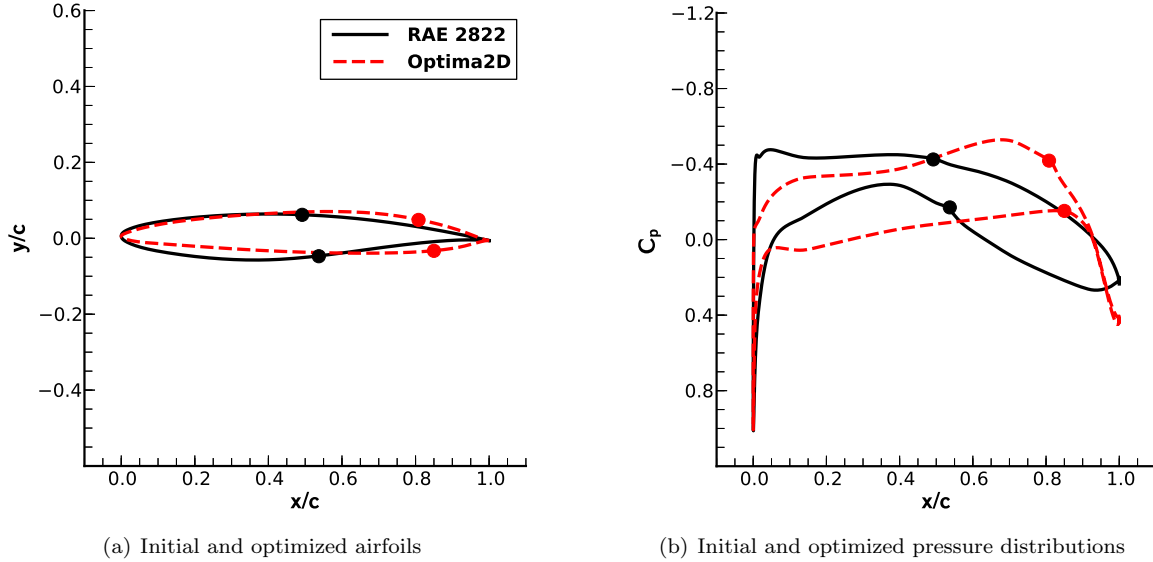 0.6
0.4
0.2
0.0
−0.2
−0.4
y/c
0.0 0.2 0.4 0.6 0.8 1.0
x/c
RAE 2822
Optima2D
(a) Initial and optimized airfoils
−1.2
−0.8
−0.4
0.0
0.4
0.8
Cp
0.0 0.2 0.4 0.6 0.8 1.0
x/c
(b) Initial and optimized pressure distributions